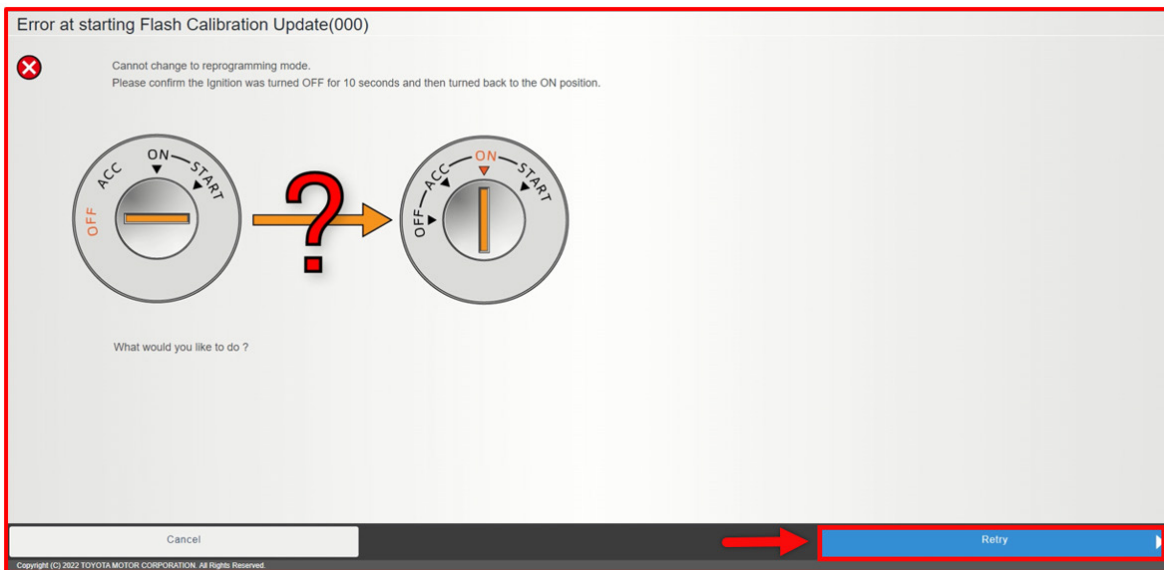 Error at starting Flash Calibration Update(000)
Cannot change to reprogramming mode.
Please confirm the Ignition was turned OFF for 10 seconds and then turned back to the ON position.
OFF ACC ON START
?
OFF ACC ON START
What would you like to do ?
Cancel
Retry
Copyright (C) 2022 TOYOTA MOTOR CORPORATION. All Rights Reserved.